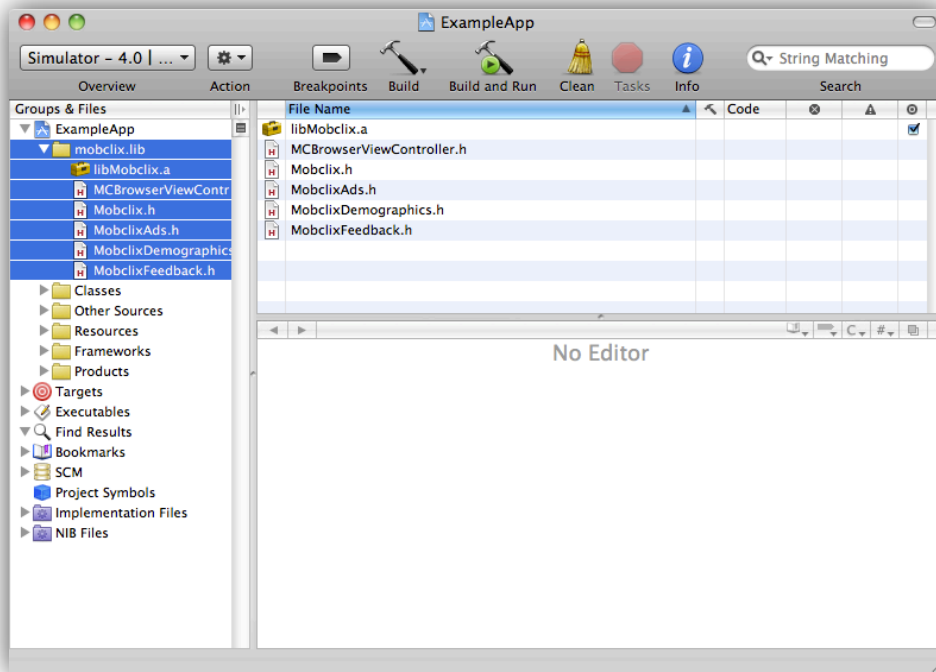 ExampleApp
Simulator - 4.0 | ...
String Matching
Overview Action Breakpoints Build Build and Run Clean Tasks Info Search
Groups & Files
File Name Code
ExampleApp
libMobclix.a
mobclix.lib
MCBrowserViewController.h
libMobclix.a
Mobclix.h
MCBrowserViewContr
MobclixAds.h
Mobclix.h
MobclixDemographics.h
MobclixAds.h
MobclixFeedback.h
MobclixDemographics
MobclixFeedback.h
Classes
Other Sources
Resources
C #
Frameworks
No Editor
Products
Targets
Executables
Find Results
Bookmarks
SCM
Project Symbols
Implementation Files
NIB Files